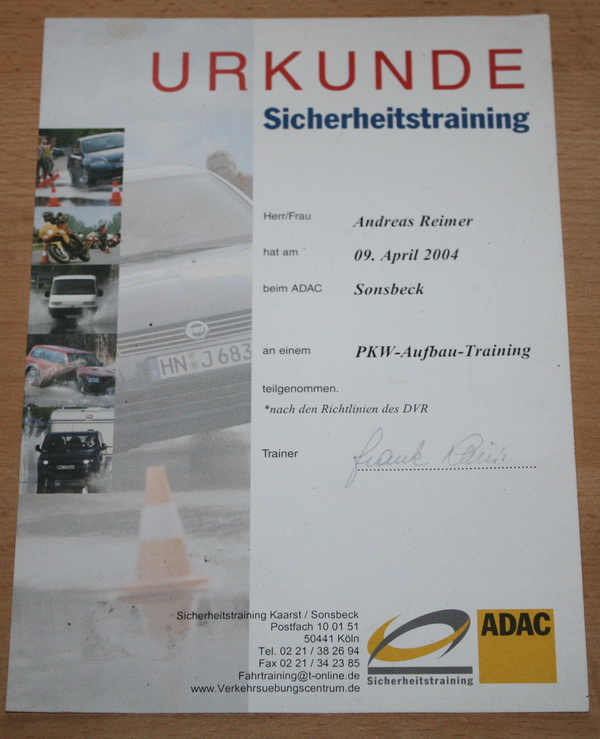 URKUNDE
Sicherheitstraining
Herr/Frau Andreas Reimer
hat am 09. April 2004
beim ADAC Sonsbeck
an einem PKW-Aufbau-Training
teilgenommen.
*nach den Richtlinien des DVR
Trainer Frank
HN J 683
Sicherheitstraining Kaarst / Sonsbeck
Postfach 10 01 51
50441 Köln
Tel. 02 21 / 38 26 94
Fax 02 21 / 34 23 85
Fahrtraining@t-online.de
www.Verkehrsuebungscentrum.de
Sicherheitstraining
ADAC